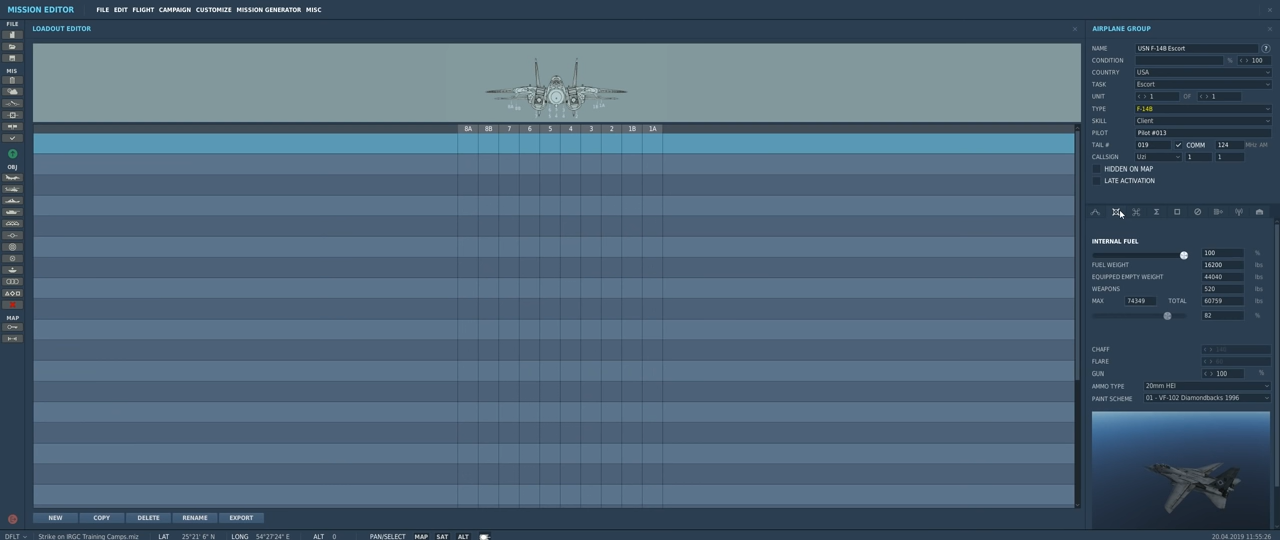 MISSION EDITOR FILE EDIT FLIGHT CAMPAIGN CUSTOMIZE MISSION GENERATOR MISC
FILE
MIS
OBJ
MAP
LOADOUT EDITOR
8A 8B 7 6 5 4 3 2 1B 1A
NEW COPY DELETE RENAME EXPORT
AIRPLANE GROUP
NAME USN F-14B Escort ?
CONDITION % < > 100
COUNTRY USA
TASK Escort
UNIT < > 1 OF < > 1
TYPE F-14B
SKILL Client
PILOT Pilot #013
TAIL # 019 COMM 124 MHz AM
CALLSIGN Uzi 1 1
HIDDEN ON MAP
LATE ACTIVATION
INTERNAL FUEL
100 %
FUEL WEIGHT 16200 lbs
EQUIPPED EMPTY WEIGHT 44040 lbs
WEAPONS 520 lbs
MAX 74349 TOTAL 60759 lbs
82 %
CHAFF < > 140
FLARE < >
GUN < > 100 %
AMMO TYPE 20mm HEI
PAINT SCHEME 01 - VF-102 Diamondbacks 1996
DFLT Strike on IRGC Training Camps.miz LAT 25°21' 6" N LONG 54°27'24" E ALT 0 PAN/SELECT MAP SAT ALT 20.04.2019 11:55:26